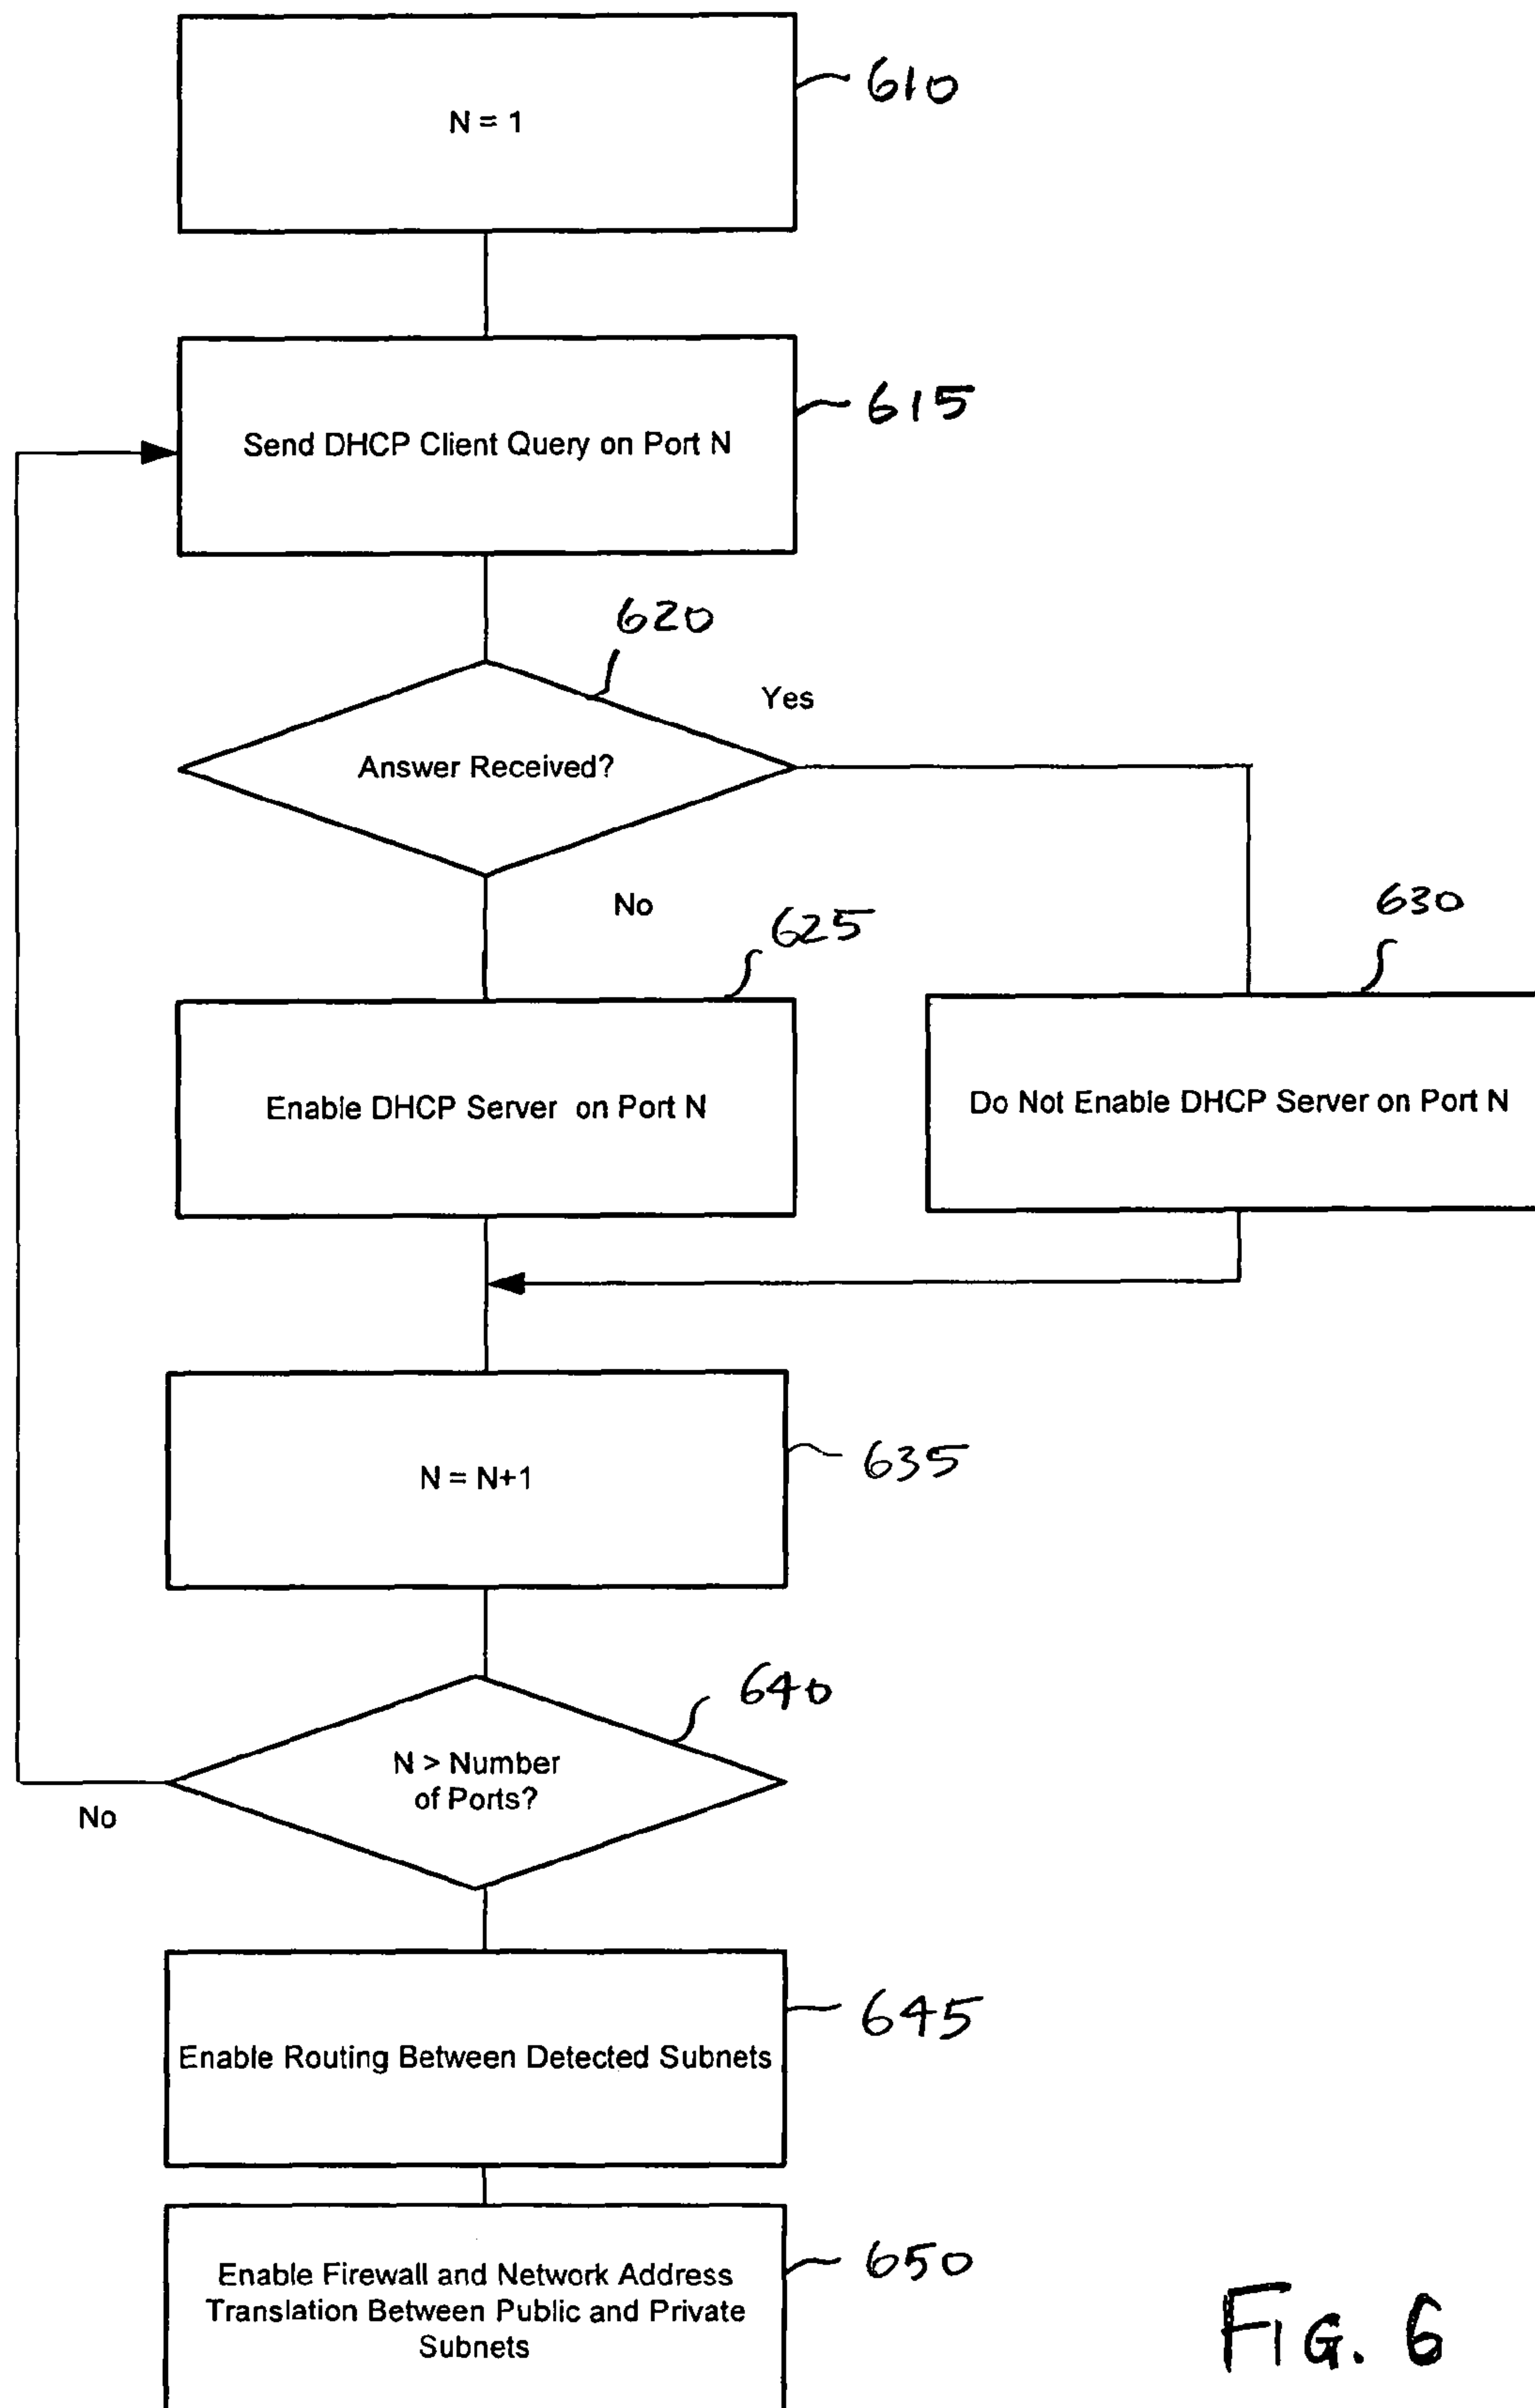 N = 1
610
Send DHCP Client Query on Port N
615
620
Yes
Answer Received?
No
625
630
Enable DHCP Server on Port N
Do Not Enable DHCP Server on Port N
N = N+1
635
640
N > Number
of Ports?
No
645
Enable Routing Between Detected Subnets
650
Enable Firewall and Network Address
Translation Between Public and Private
Subnets
FIG. 6